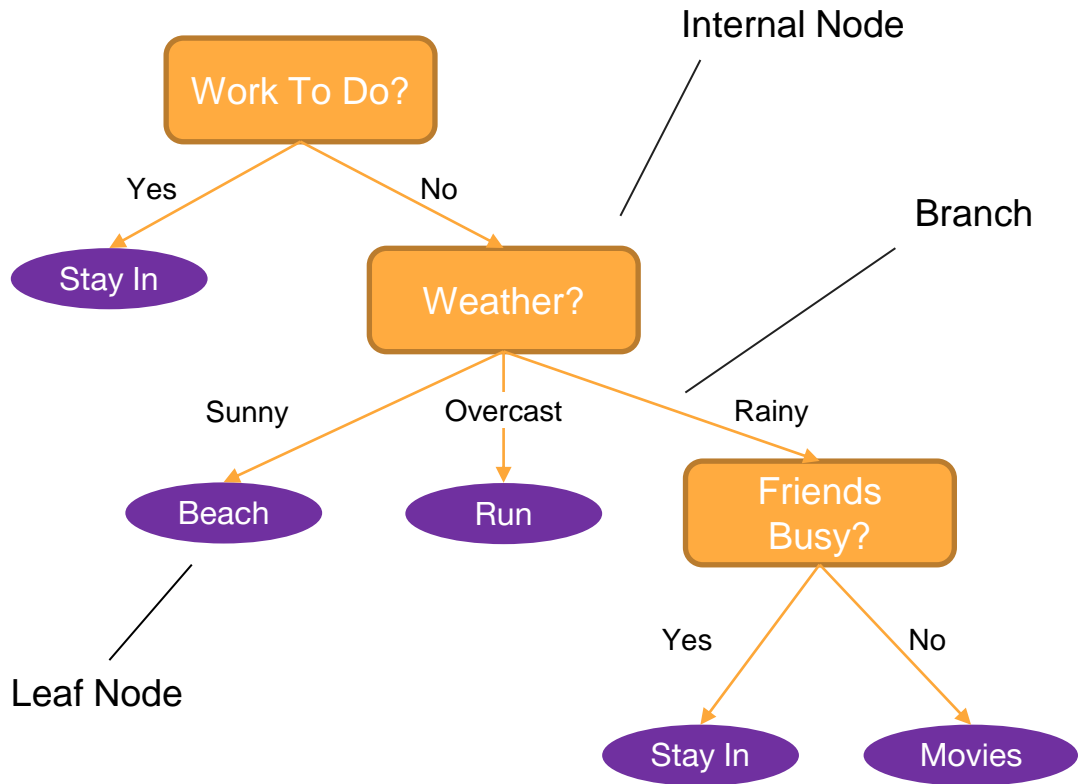 Internal Node
Work To Do?
Yes
No
Branch
Stay In
Weather?
Sunny
Overcast
Rainy
Beach
Run
Friends
Busy?
Yes
No
Leaf Node
Stay In
Movies